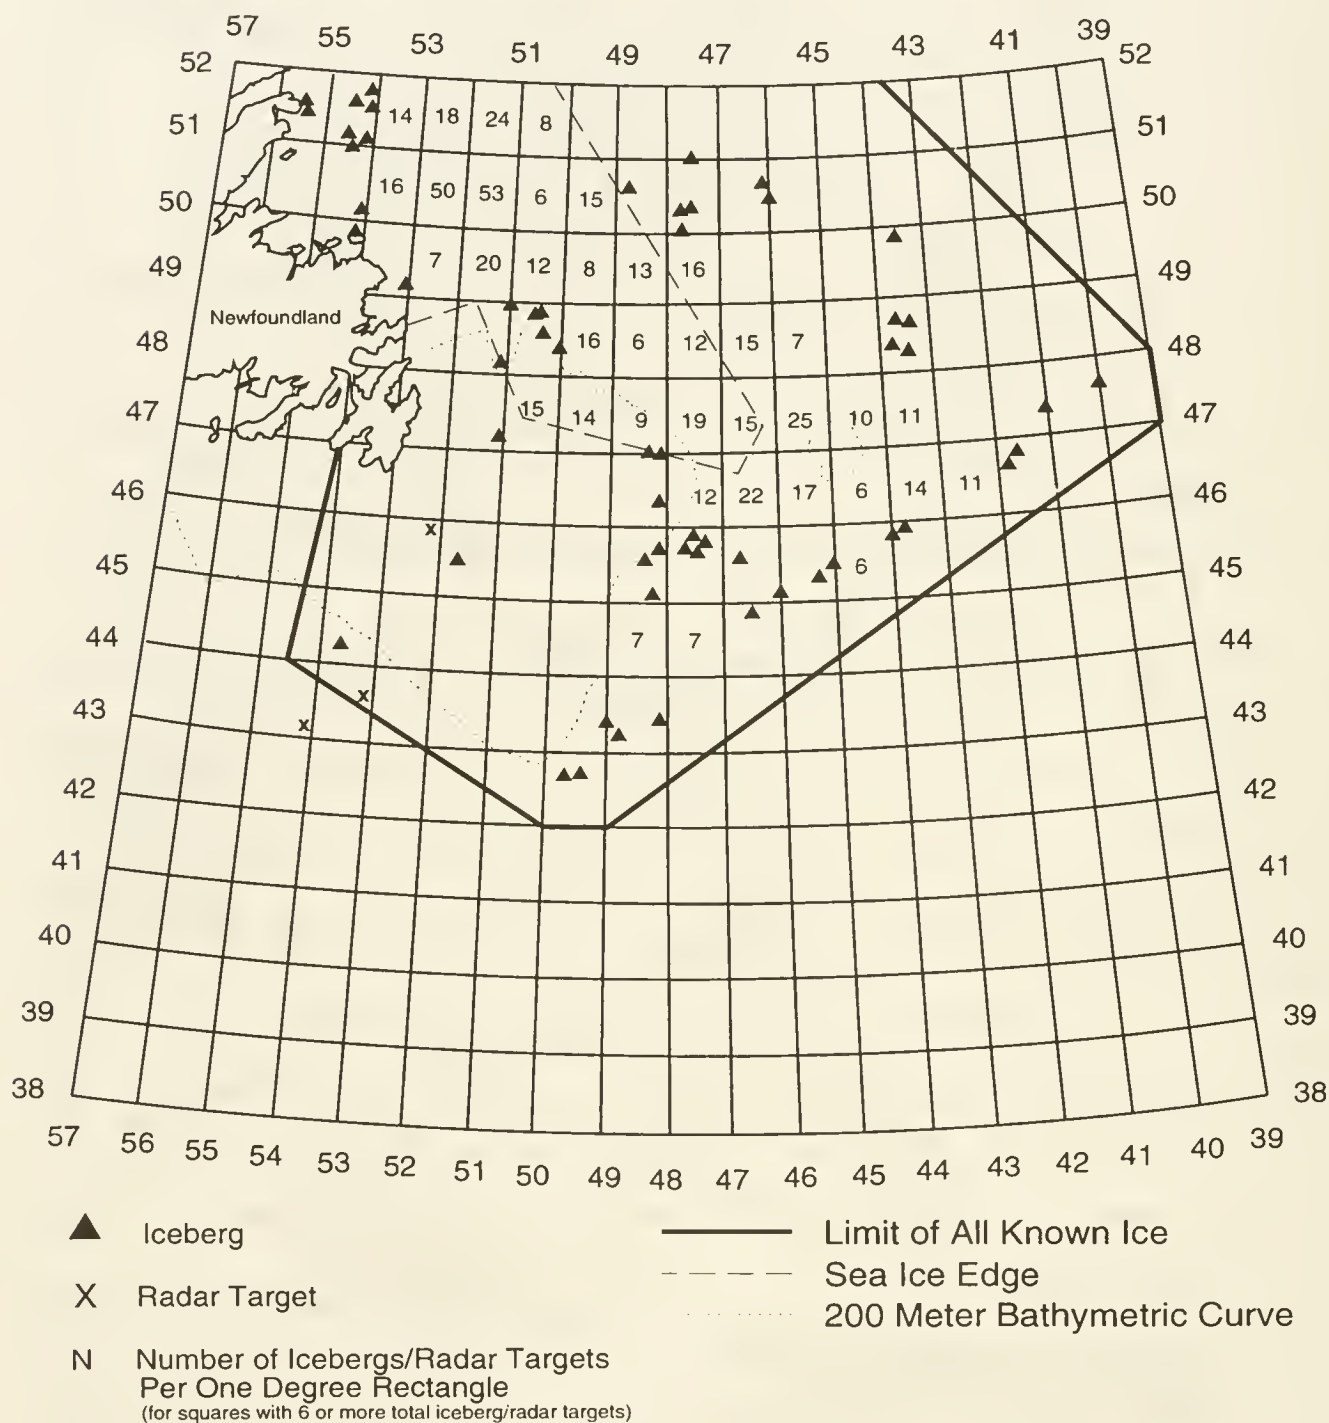 57 55 53 51 49 47 45 43 41 39
52 52
51 14 18 24 8 51
50 16 50 53 6 15 50
49 7 20 12 8 13 16 49
Newfoundland
48 16 6 12 15 7 48
47 15 14 9 19 15 25 10 11 47
46 12 22 17 6 14 11 46
45 6 45
44 7 7 44
43 43
42 42
41 41
40 40
39 39
38 38
57 56 55 54 53 52 51 50 49 48 47 46 45 44 43 42 41 40 39
x
x
x
Iceberg
X Radar Target
N Number of Icebergs/Radar Targets
Per One Degree Rectangle
(for squares with 6 or more total iceberg/radar targets)
Limit of All Known Ice
Sea Ice Edge
200 Meter Bathymetric Curve